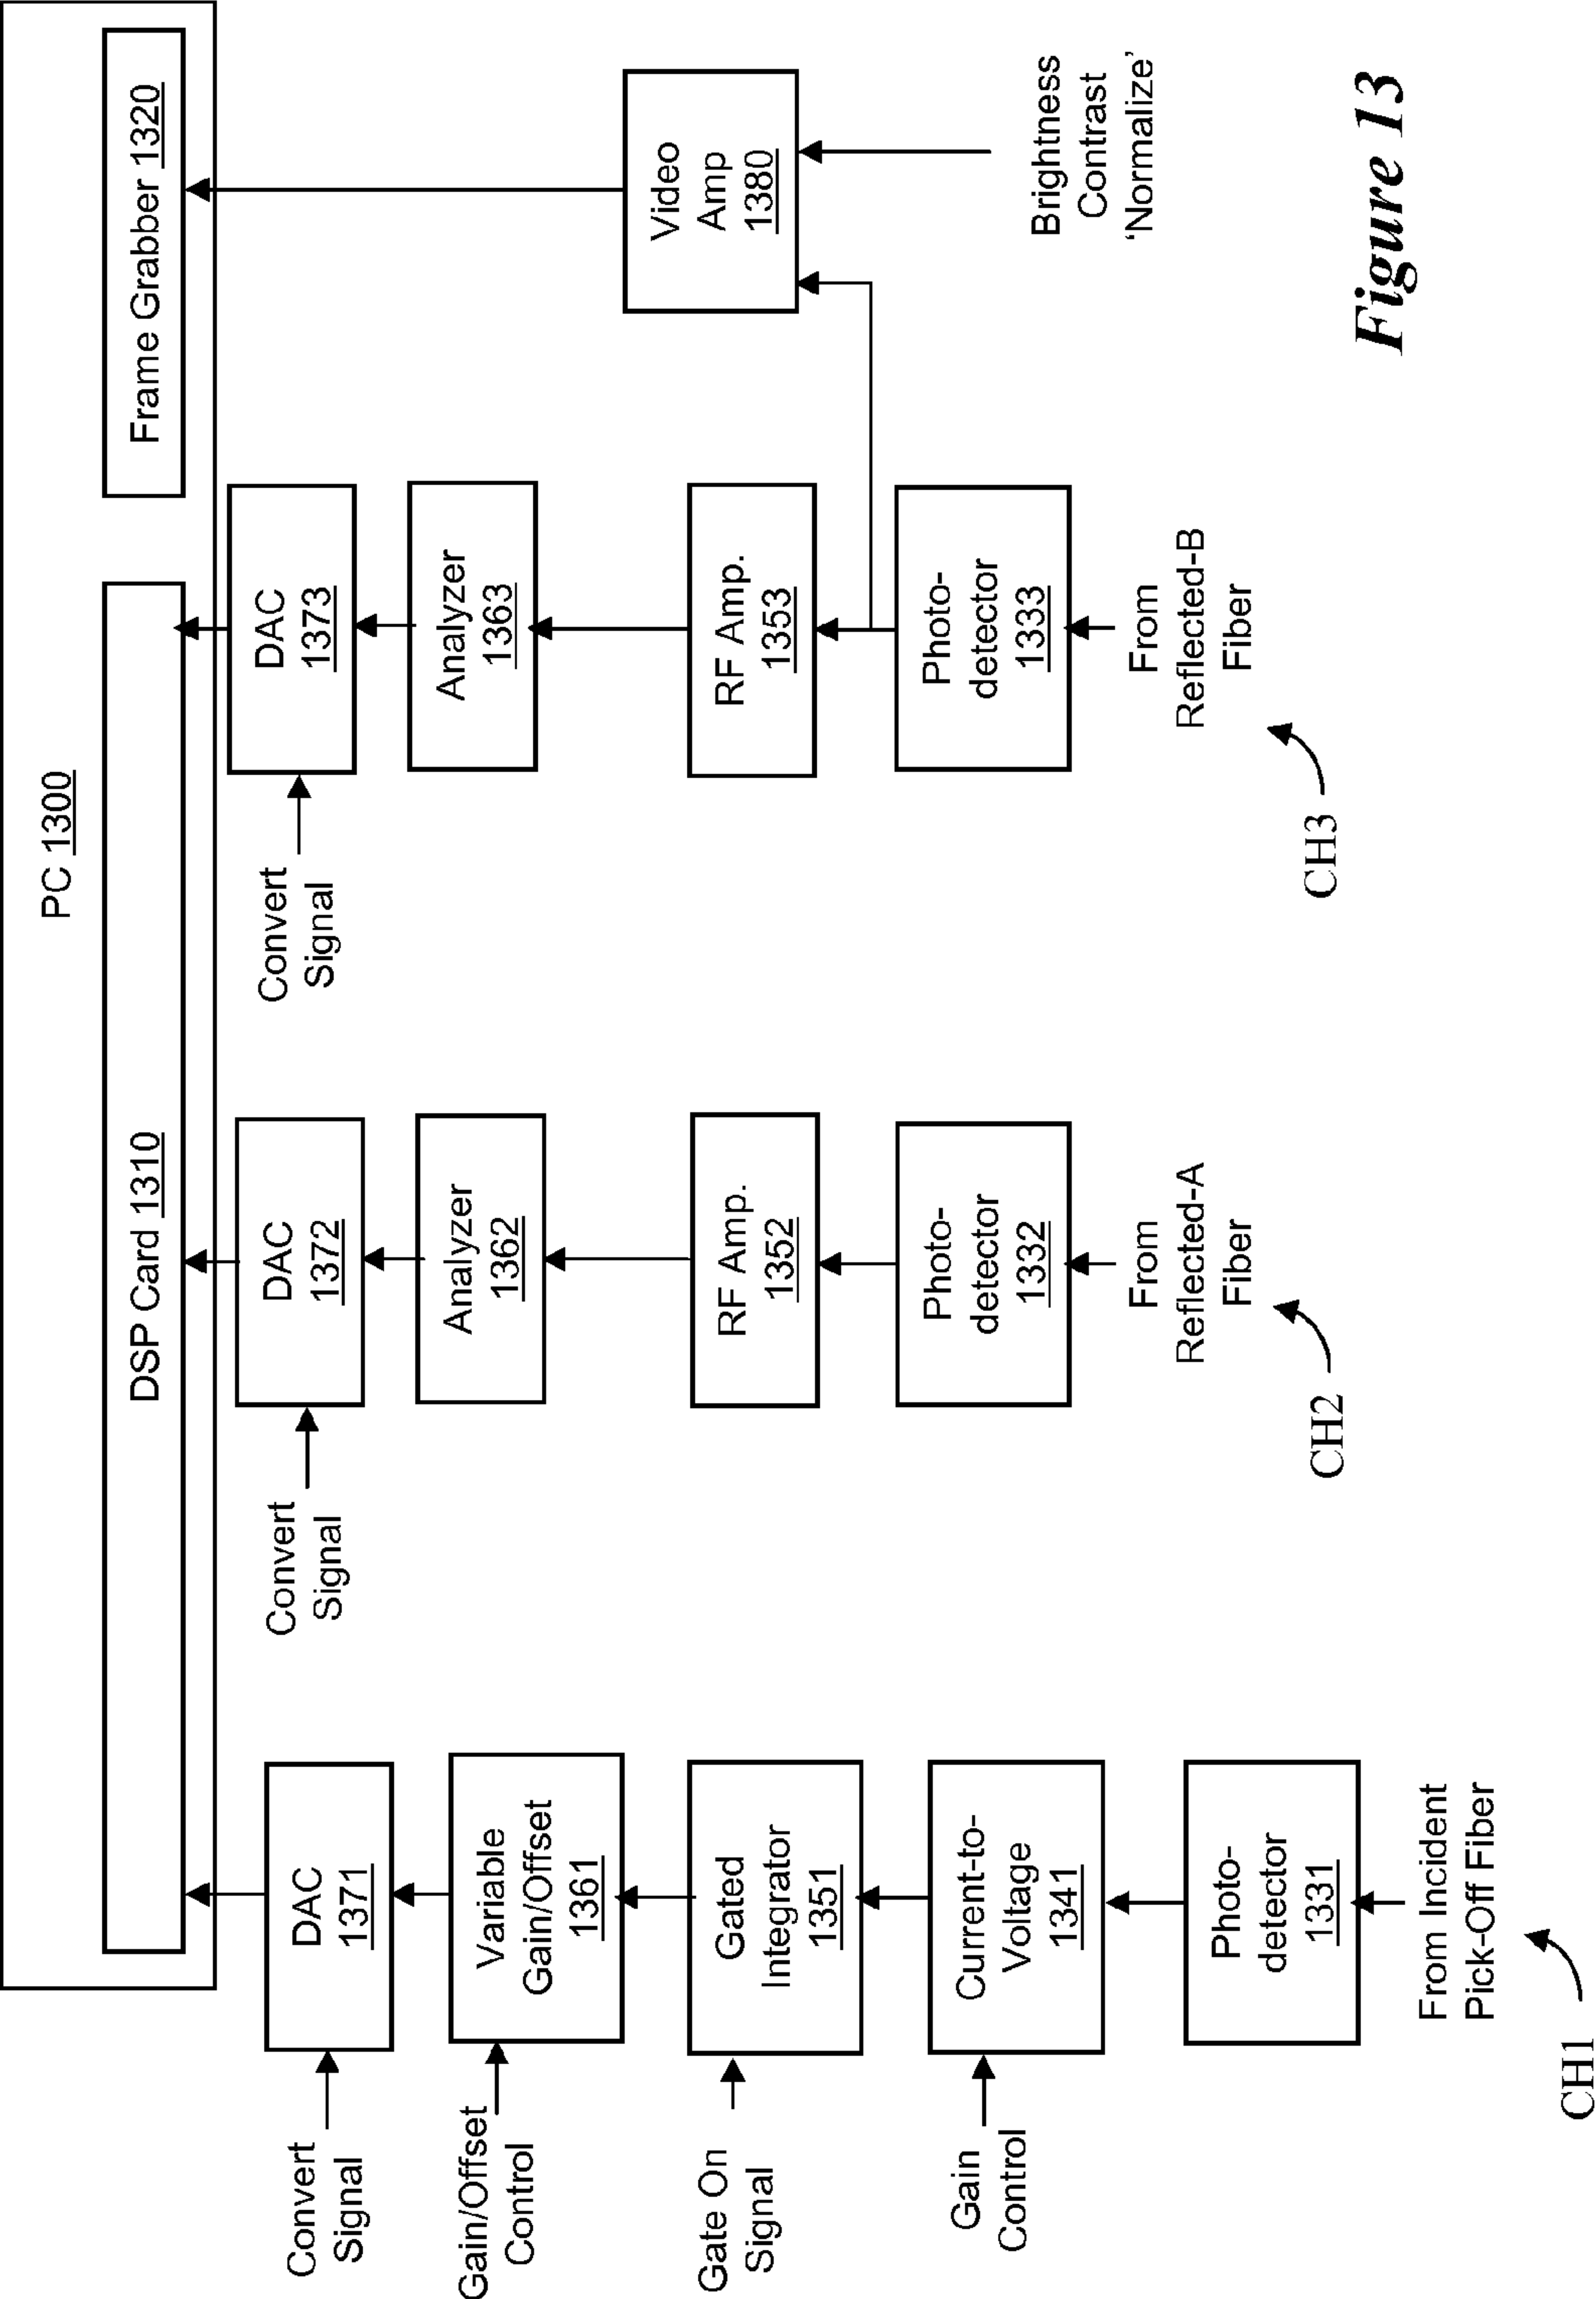 PC 1300
DSP Card 1310
Frame Grabber 1320
Convert
Signal
DAC
1371
Gain/Offset
Control
Variable
Gain/Offset
1361
Gate On
Signal
Gated
Integrator
1351
Gain
Control
Current-to-
Voltage
1341
Photo-
detector
1331
From Incident
Pick-Off Fiber
CH1
Convert
Signal
DAC
1372
Analyzer
1362
RF Amp.
1352
Photo-
detector
1332
From
Reflected-A
Fiber
CH2
Convert
Signal
DAC
1373
Analyzer
1363
RF Amp.
1353
Photo-
detector
1333
From
Reflected-B
Fiber
CH3
Video
Amp
1380
Brightness
Contrast
‘Normalize’
Figure 13